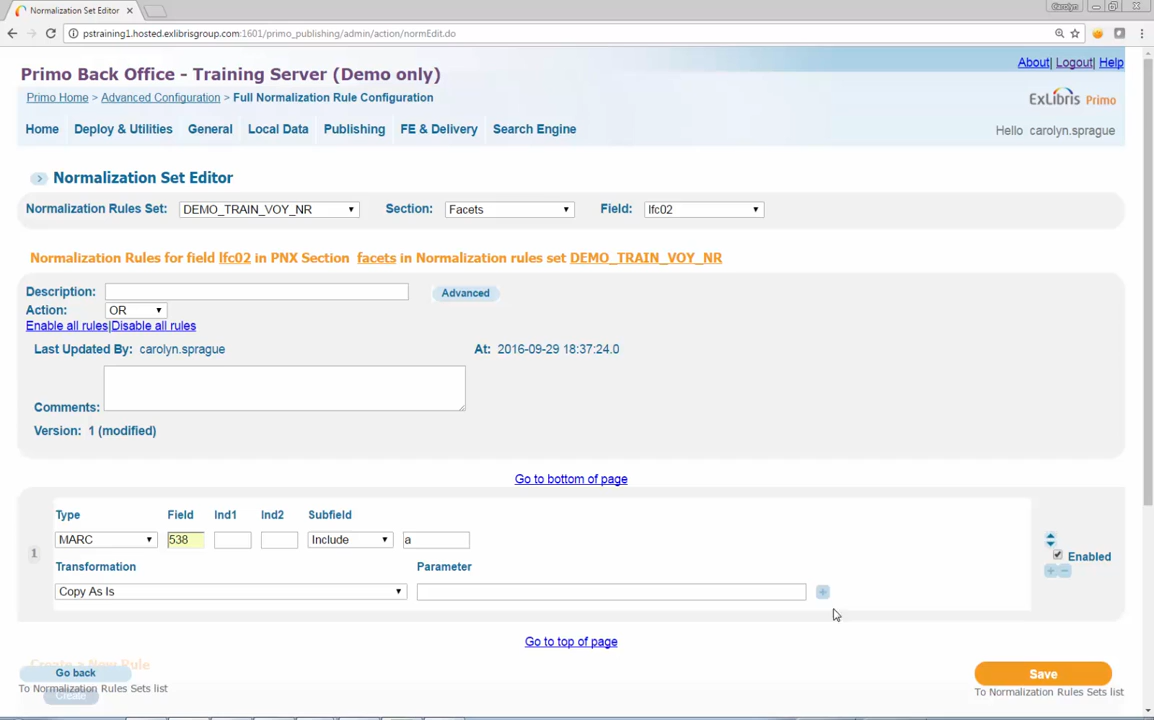 Normalization Set Editor
Carolyn
pstraining1.hosted.exlibrisgroup.com:1601/primo_publishing/admin/action/normEdit.do
About| Logout| Help
Primo Back Office - Training Server (Demo only)
Primo Home > Advanced Configuration > Full Normalization Rule Configuration
ExLibris Primo
Home Deploy & Utilities General Local Data Publishing FE & Delivery Search Engine
Hello carolyn.sprague
Normalization Set Editor
Normalization Rules Set: DEMO_TRAIN_VOY_NR Section: Facets Field: lfc02
Normalization Rules for field lfc02 in PNX Section facets in Normalization rules set DEMO_TRAIN_VOY_NR
Description: Advanced
Action: OR
Enable all rules|Disable all rules
Last Updated By: carolyn.sprague At: 2016-09-29 18:37:24.0
Comments:
Version: 1 (modified)
Go to bottom of page
Type Field Ind1 Ind2 Subfield
1 MARC 538 Include a
Enabled
Transformation Parameter
Copy As Is
Go to top of page
Create a New Rule
Go back
Save
To Normalization Rules Sets list
To Normalization Rules Sets list
Create